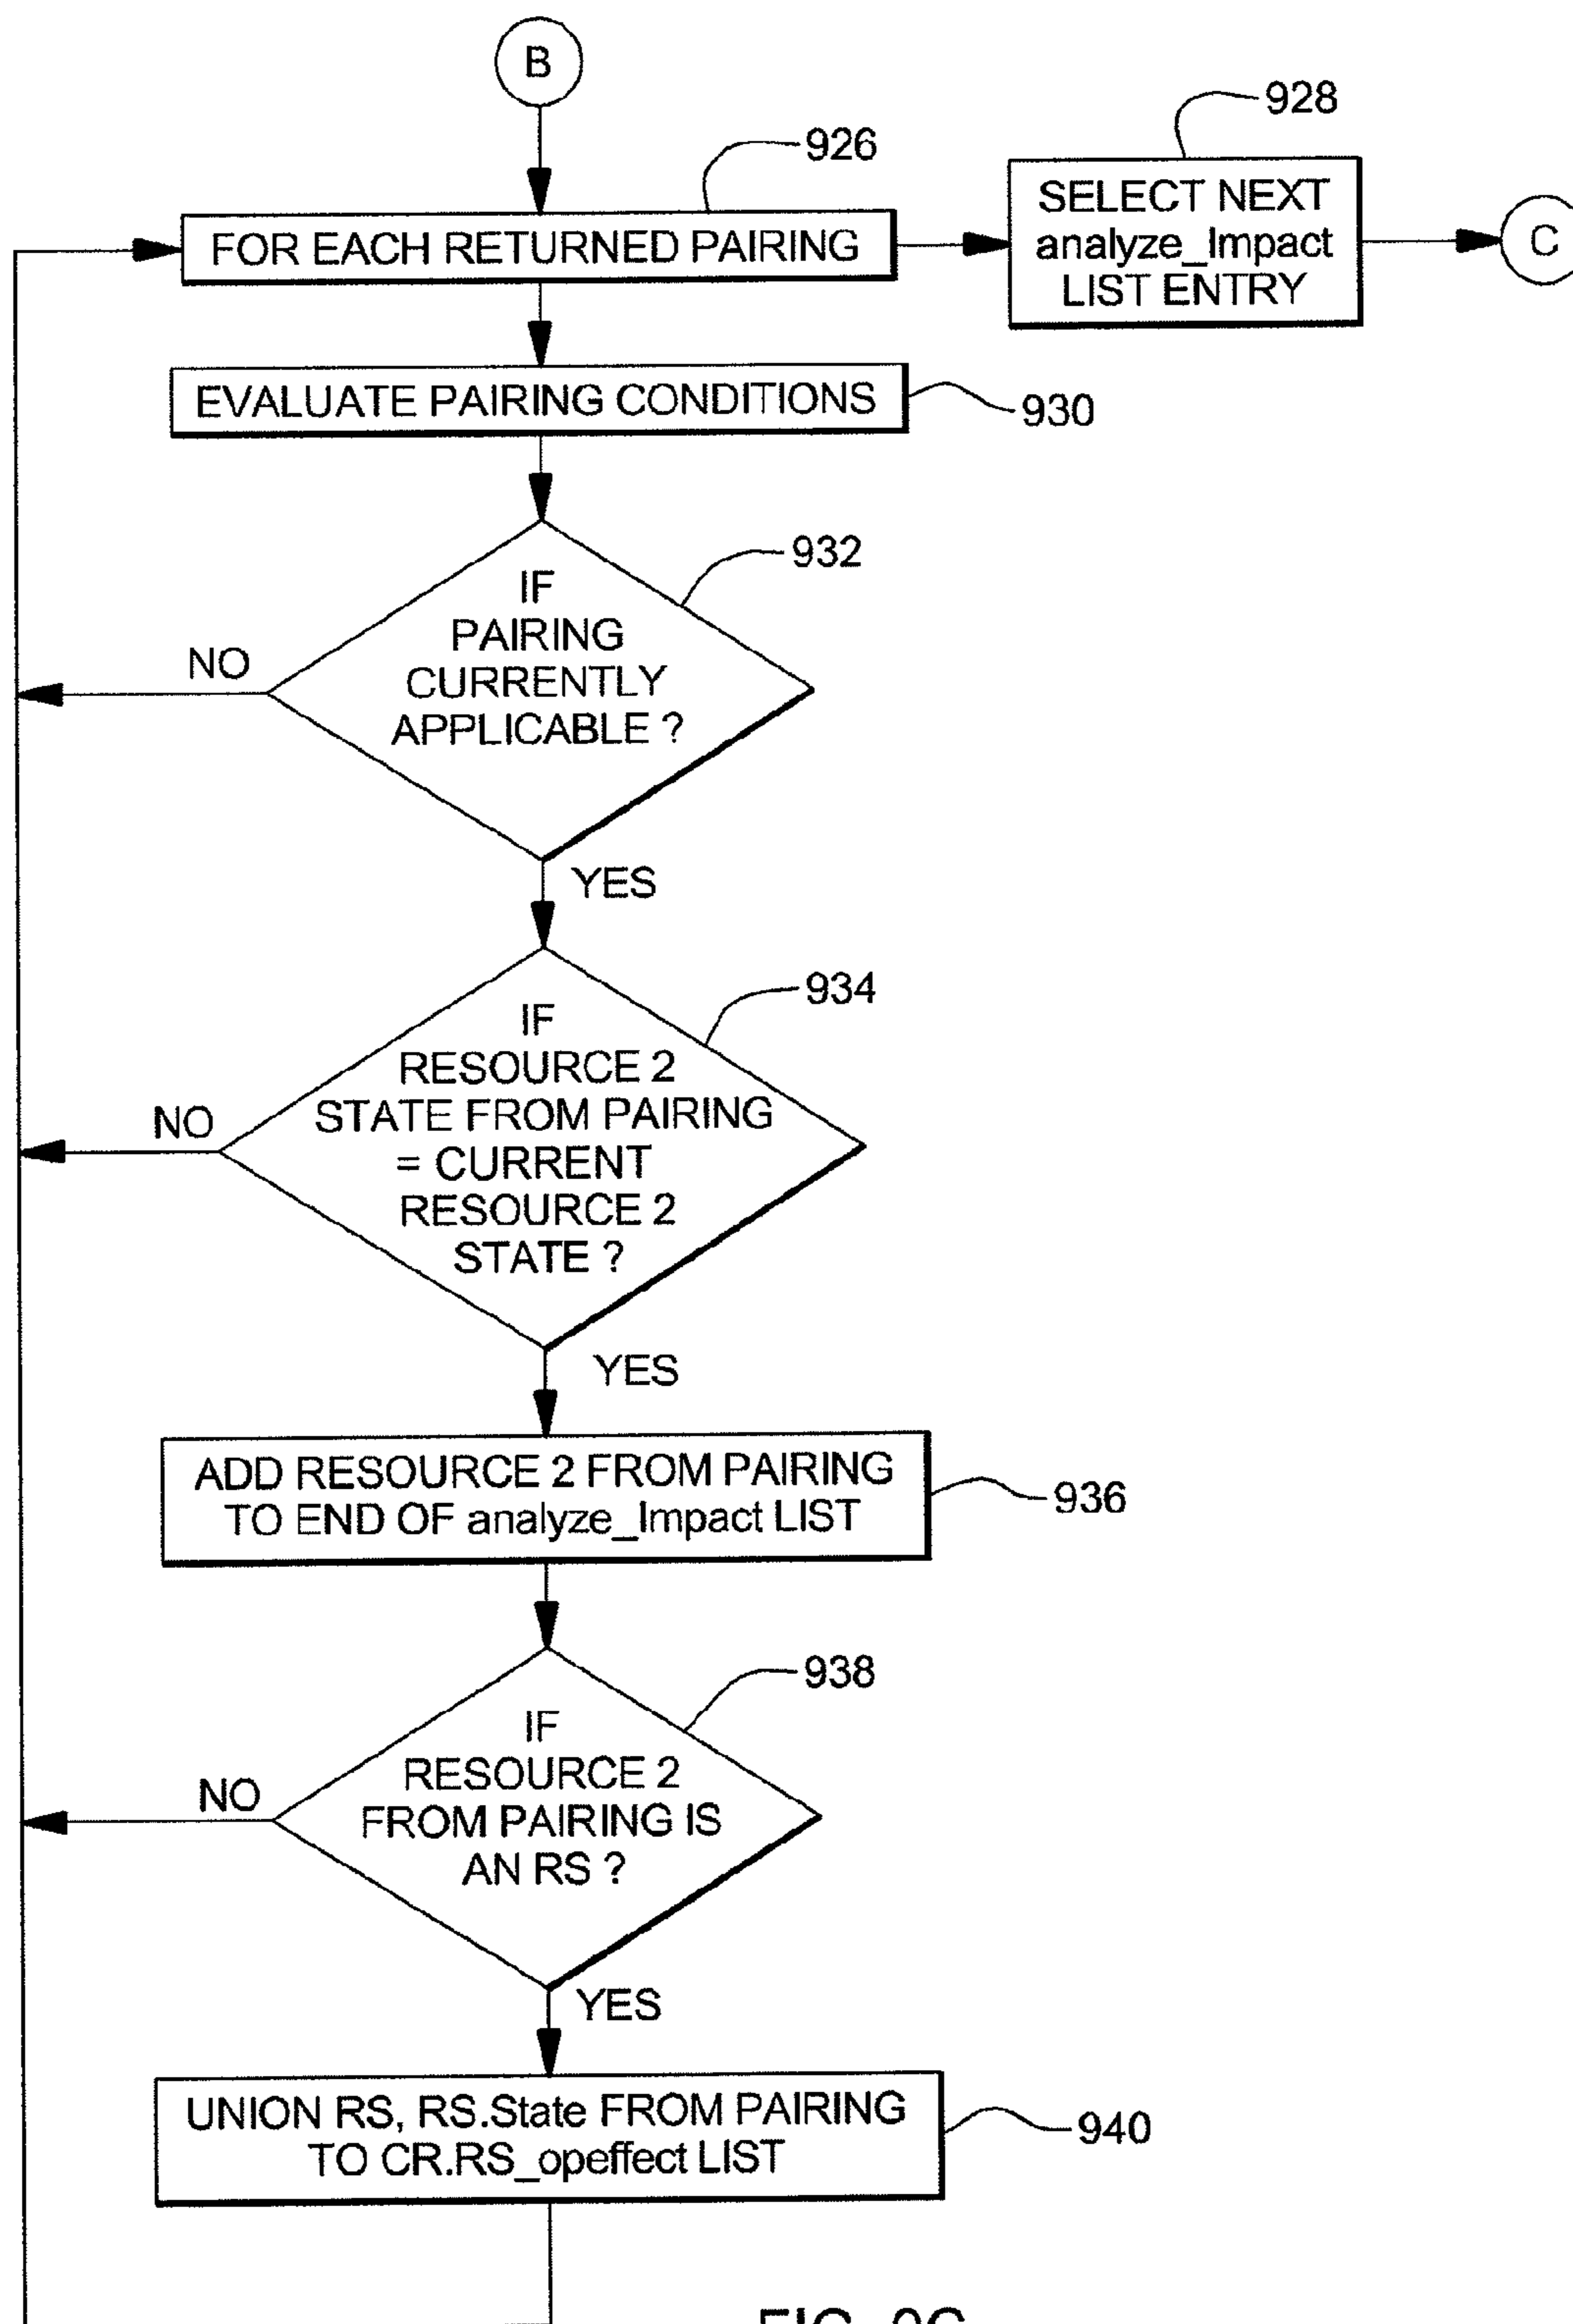 B
926
928
FOR EACH RETURNED PAIRING
SELECT NEXT
analyze_Impact
LIST ENTRY
C
EVALUATE PAIRING CONDITIONS
930
932
IF
PAIRING
CURRENTLY
APPLICABLE ?
NO
YES
934
IF
RESOURCE 2
STATE FROM PAIRING
= CURRENT
RESOURCE 2
STATE ?
NO
YES
ADD RESOURCE 2 FROM PAIRING
TO END OF analyze_Impact LIST
936
938
IF
RESOURCE 2
FROM PAIRING IS
AN RS ?
NO
YES
UNION RS, RS.State FROM PAIRING
TO CR.RS_opeffect LIST
940
FIG. 9C